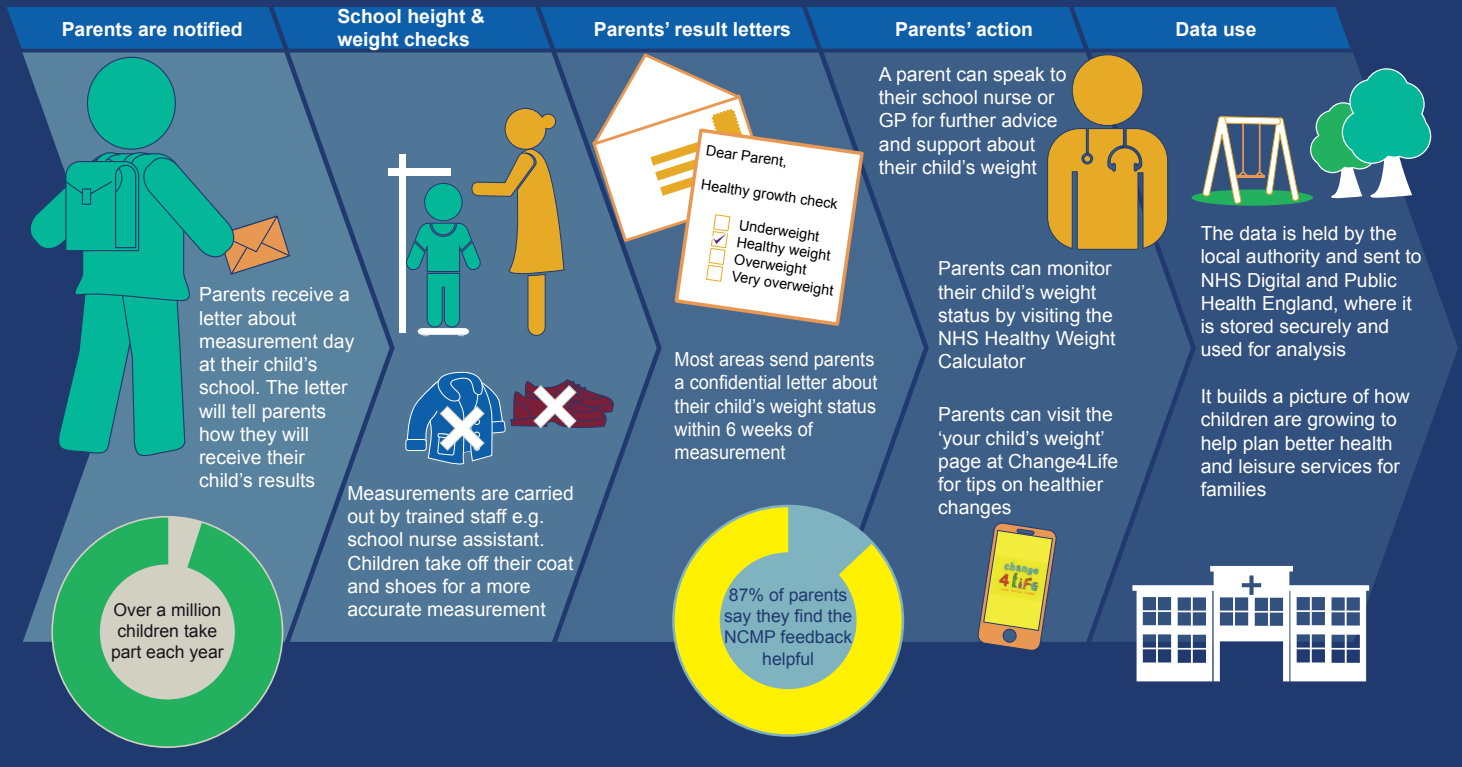 Parents are notified
School height &
weight checks
Parents’ result letters
Parents’ action
Data use
Parents receive a
letter about
measurement day
at their child’s
school. The letter
will tell parents
how they will
receive their
child’s results
Over a million
children take
part each year
Measurements are carried
out by trained staff e.g.
school nurse assistant.
Children take off their coat
and shoes for a more
accurate measurement
Dear Parent,
Healthy growth check
Underweight
Healthy weight
Overweight
Very overweight
Most areas send parents
a confidential letter about
their child’s weight status
within 6 weeks of
measurement
87% of parents
say they find the
NCMP feedback
helpful
A parent can speak to
their school nurse or
GP for further advice
and support about
their child’s weight
Parents can monitor
their child’s weight
status by visiting the
NHS Healthy Weight
Calculator
Parents can visit the
‘your child’s weight’
page at Change4Life
for tips on healthier
changes
change
4LiFe
The data is held by the
local authority and sent to
NHS Digital and Public
Health England, where it
is stored securely and
used for analysis
It builds a picture of how
children are growing to
help plan better health
and leisure services for
families